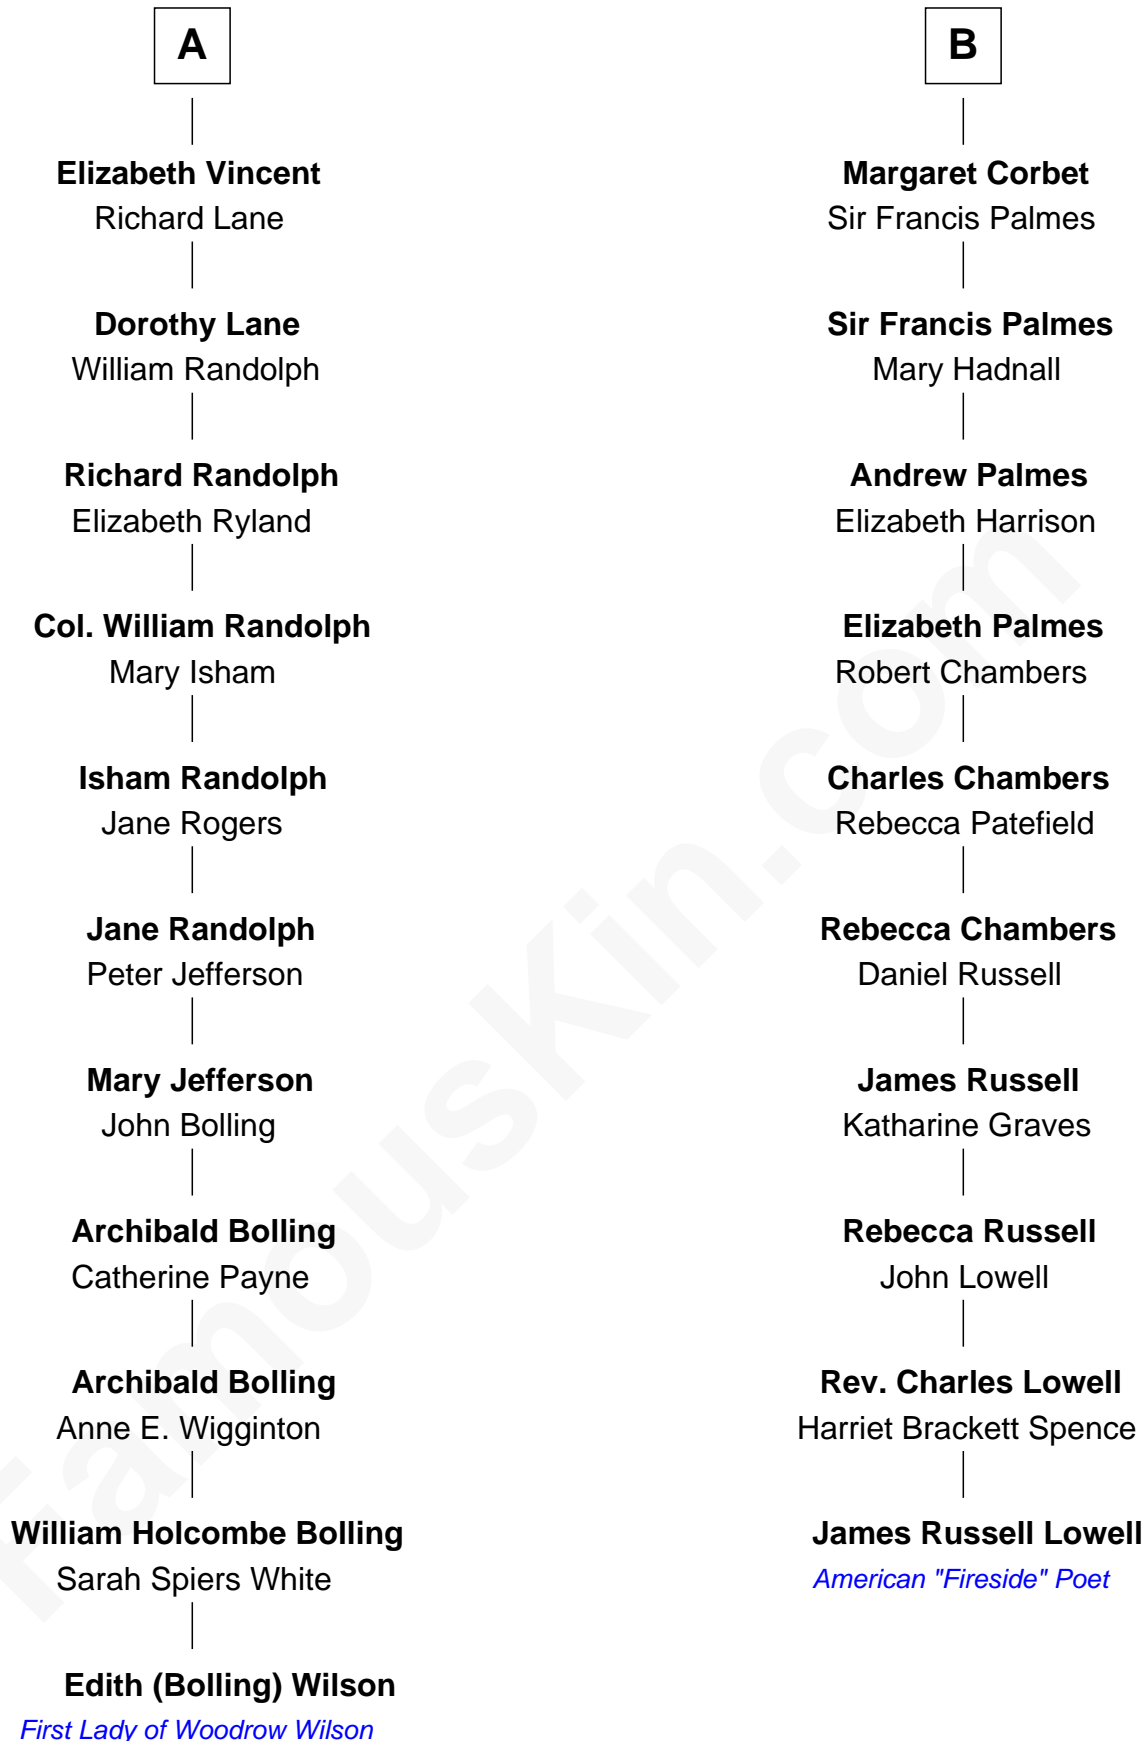 A
Elizabeth Vincent
Richard Lane
Dorothy Lane
William Randolph
Richard Randolph
Elizabeth Ryland
Col. William Randolph
Mary Isham
Isham Randolph
Jane Rogers
Jane Randolph
Peter Jefferson
Mary Jefferson
John Bolling
Archibald Bolling
Catherine Payne
Archibald Bolling
Anne E. Wigginton
William Holcombe Bolling
Sarah Spiers White
Edith (Bolling) Wilson
First Lady of Woodrow Wilson
B
Margaret Corbet
Sir Francis Palmes
Sir Francis Palmes
Mary Hadnall
Andrew Palmes
Elizabeth Harrison
Elizabeth Palmes
Robert Chambers
Charles Chambers
Rebecca Patefield
Rebecca Chambers
Daniel Russell
James Russell
Katharine Graves
Rebecca Russell
John Lowell
Rev. Charles Lowell
Harriet Brackett Spence
James Russell Lowell
American "Fireside" Poet
FamousKin.com